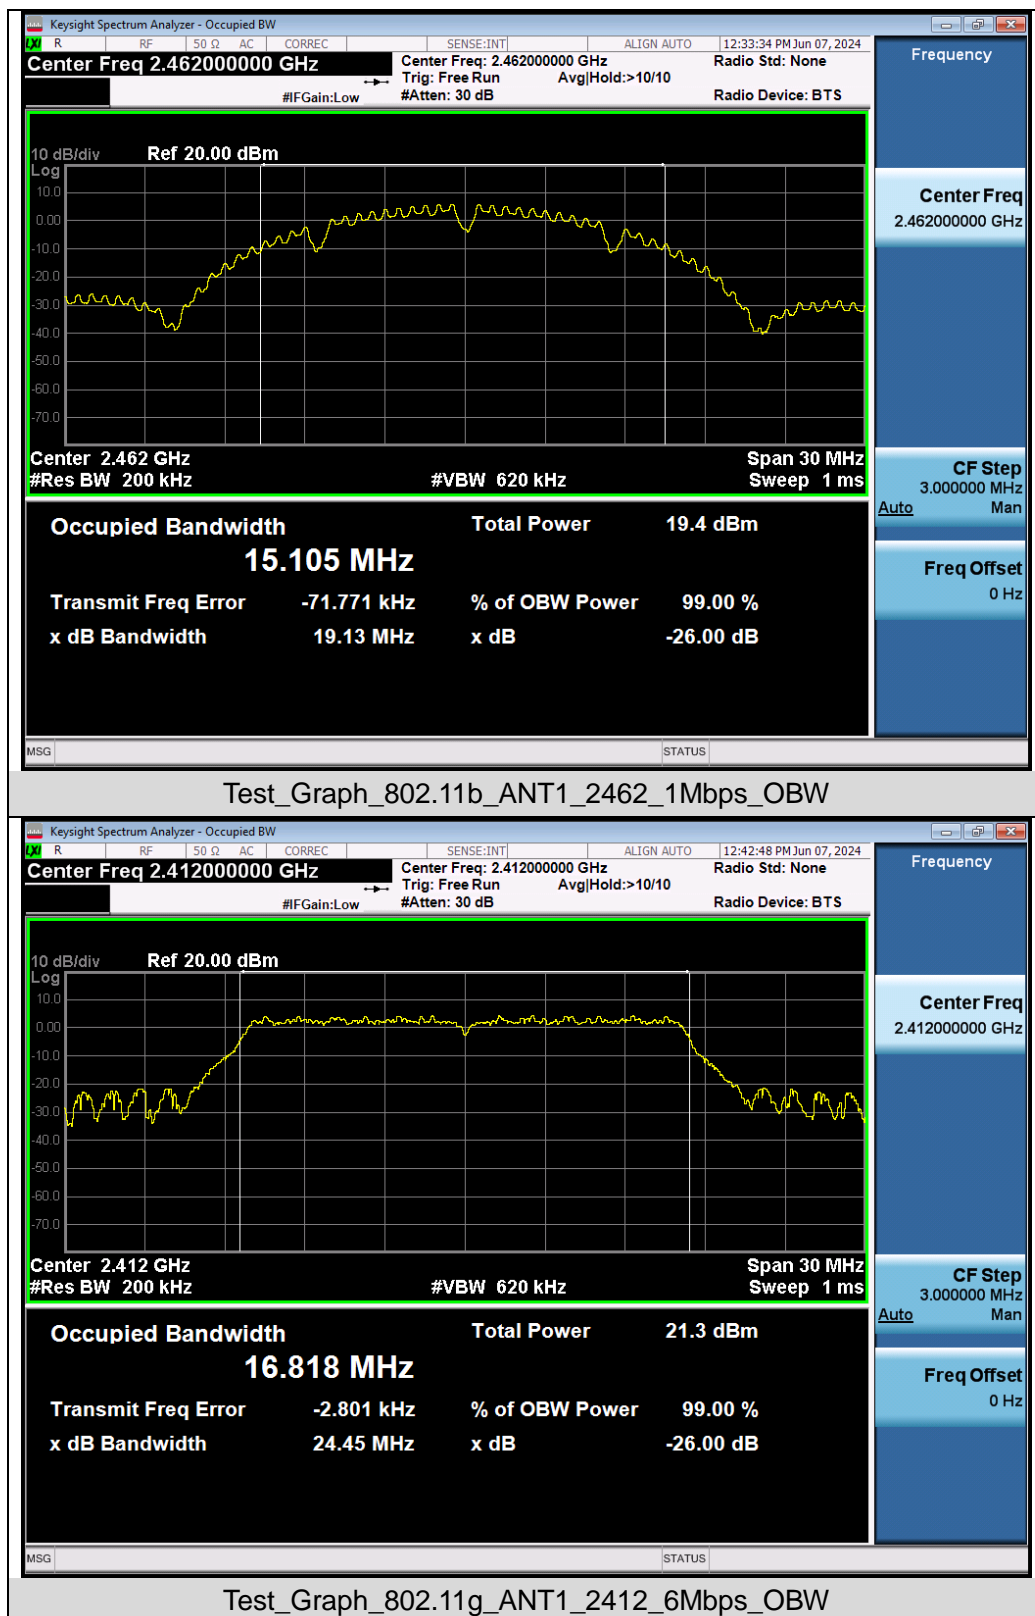 Keysight Spectrum Analyzer - Occupied BW
LXI R RF 50 Ω AC CORREC SENSE:INT ALIGN AUTO 12:33:34 PM Jun 07, 2024
Center Freq 2.462000000 GHz
Center Freq: 2.462000000 GHz Radio Std: None
Trig: Free Run Avg|Hold:>10/10
#IFGain:Low #Atten: 30 dB Radio Device: BTS
Frequency
10 dB/div Ref 20.00 dBm
Log
10.0
0.00
-10.0
-20.0
-30.0
-40.0
-50.0
-60.0
-70.0
Center Freq
2.462000000 GHz
Center 2.462 GHz Span 30 MHz
#Res BW 200 kHz #VBW 620 kHz Sweep 1 ms
CF Step
3.000000 MHz
Auto Man
Occupied Bandwidth Total Power 19.4 dBm
15.105 MHz
Freq Offset
0 Hz
Transmit Freq Error -71.771 kHz % of OBW Power 99.00 %
x dB Bandwidth 19.13 MHz x dB -26.00 dB
MSG STATUS
Test_Graph_802.11b_ANT1_2462_1Mbps_OBW
Keysight Spectrum Analyzer - Occupied BW
LXI R RF 50 Ω AC CORREC SENSE:INT ALIGN AUTO 12:42:48 PM Jun 07, 2024
Center Freq 2.412000000 GHz
Center Freq: 2.412000000 GHz Radio Std: None
Trig: Free Run Avg|Hold:>10/10
#IFGain:Low #Atten: 30 dB Radio Device: BTS
Frequency
10 dB/div Ref 20.00 dBm
Log
10.0
0.00
-10.0
-20.0
-30.0
-40.0
-50.0
-60.0
-70.0
Center Freq
2.412000000 GHz
Center 2.412 GHz Span 30 MHz
#Res BW 200 kHz #VBW 620 kHz Sweep 1 ms
CF Step
3.000000 MHz
Auto Man
Occupied Bandwidth Total Power 21.3 dBm
16.818 MHz
Freq Offset
0 Hz
Transmit Freq Error -2.801 kHz % of OBW Power 99.00 %
x dB Bandwidth 24.45 MHz x dB -26.00 dB
MSG STATUS
Test_Graph_802.11g_ANT1_2412_6Mbps_OBW